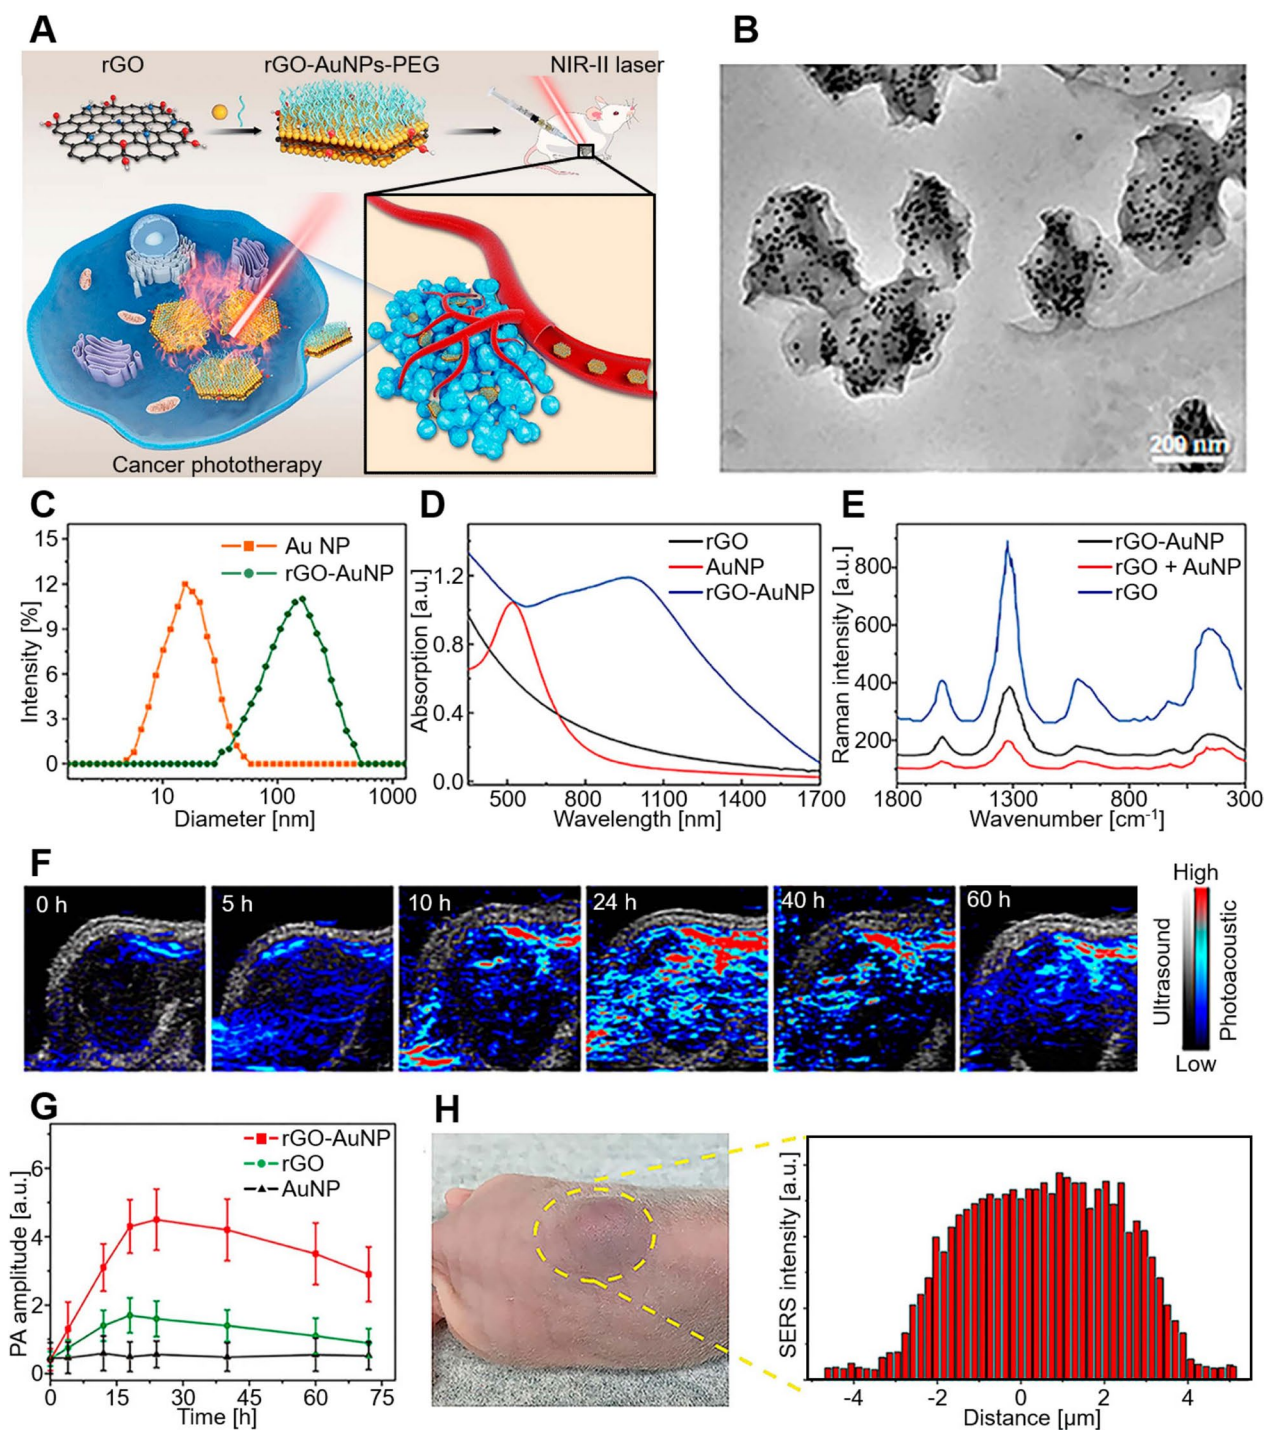 A
rGO
rGO-AuNPs-PEG
NIR-II laser
Cancer phototherapy
B
200 nm
C
Intensity [%]
15
12
9
6
3
0
Au NP
rGO-AuNP
10
100
1000
Diameter [nm]
D
Absorption [a.u.]
1.2
0.8
0.4
0.0
rGO
AuNP
rGO-AuNP
500
800
1100
1400
1700
Wavelength [nm]
E
Raman intensity [a.u.]
800
600
400
200
rGO-AuNP
rGO + AuNP
rGO
1800
1300
800
300
Wavenumber [cm-1]
F
0 h
5 h
10 h
24 h
40 h
60 h
High
Ultrasound
Photoacoustic
Low
G
PA amplitude [a.u.]
6
4
2
0
rGO-AuNP
rGO
AuNP
0
15
30
45
60
75
Time [h]
H
SERS intensity [a.u.]
-4
-2
0
2
4
Distance [µm]